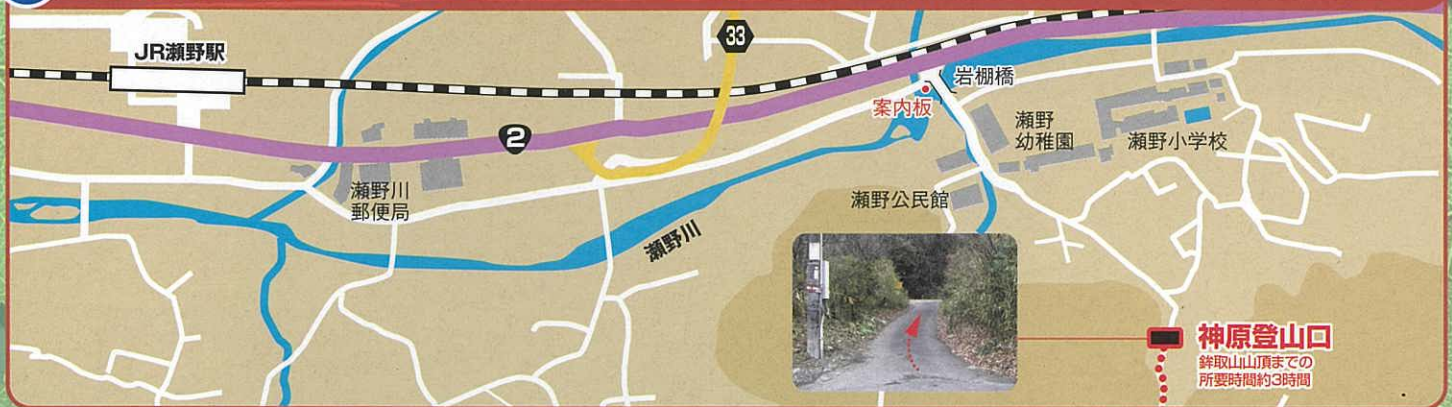 JR瀬野駅
33
岩棚橋
案内板
瀬野
幼稚園
瀬野小学校
2
瀬野川
郵便局
瀬野公民館
瀬野川
神原登山口
鉾取山山頂までの
所要時間約3時間